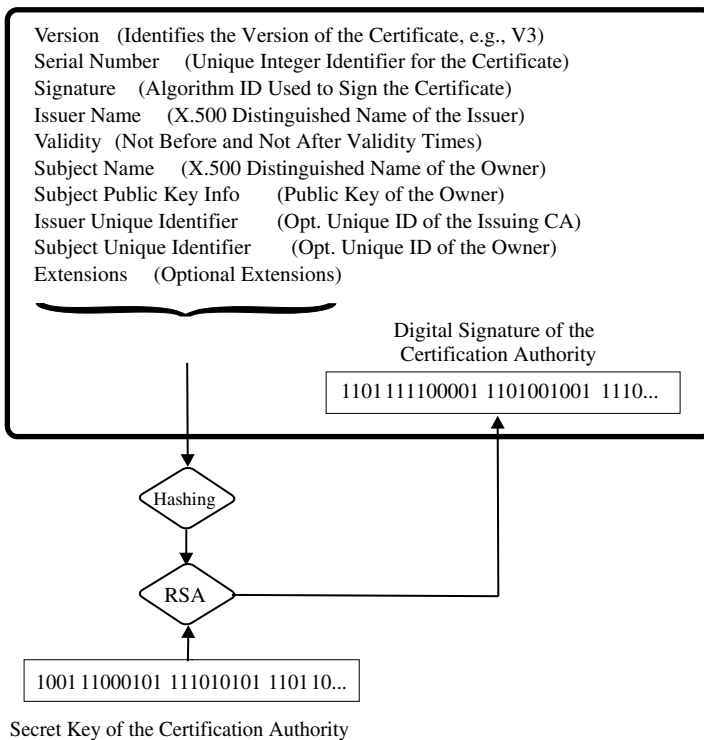 Version (Identifies the Version of the Certificate, e.g., V3)
Serial Number (Unique Integer Identifier for the Certificate)
Signature (Algorithm ID Used to Sign the Certificate)
Issuer Name (X.500 Distinguished Name of the Issuer)
Validity (Not Before and Not After Validity Times)
Subject Name (X.500 Distinguished Name of the Owner)
Subject Public Key Info (Public Key of the Owner)
Issuer Unique Identifier (Opt. Unique ID of the Issuing CA)
Subject Unique Identifier (Opt. Unique ID of the Owner)
Extensions (Optional Extensions)
Digital Signature of the
Certification Authority
1101111100001 1101001001 1110...
Hashing
RSA
1001 11000101 111010101 110110...
Secret Key of the Certification Authority